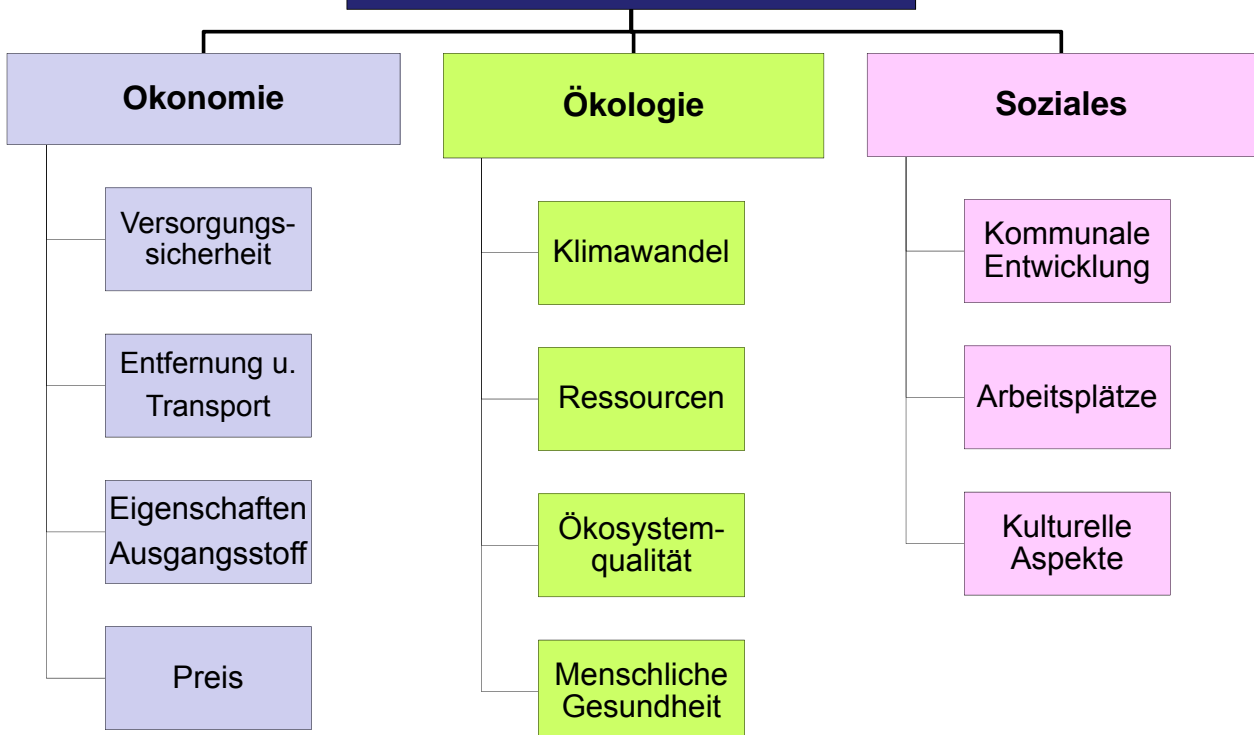 Okonomie
Versorgungs-
sicherheit
Entfernung u.
Transport
Eigenschaften
Ausgangsstoff
Preis
Ökologie
Klimawandel
Ressourcen
Ökosystem-
qualität
Menschliche
Gesundheit
Soziales
Kommunale
Entwicklung
Arbeitsplätze
Kulturelle
Aspekte